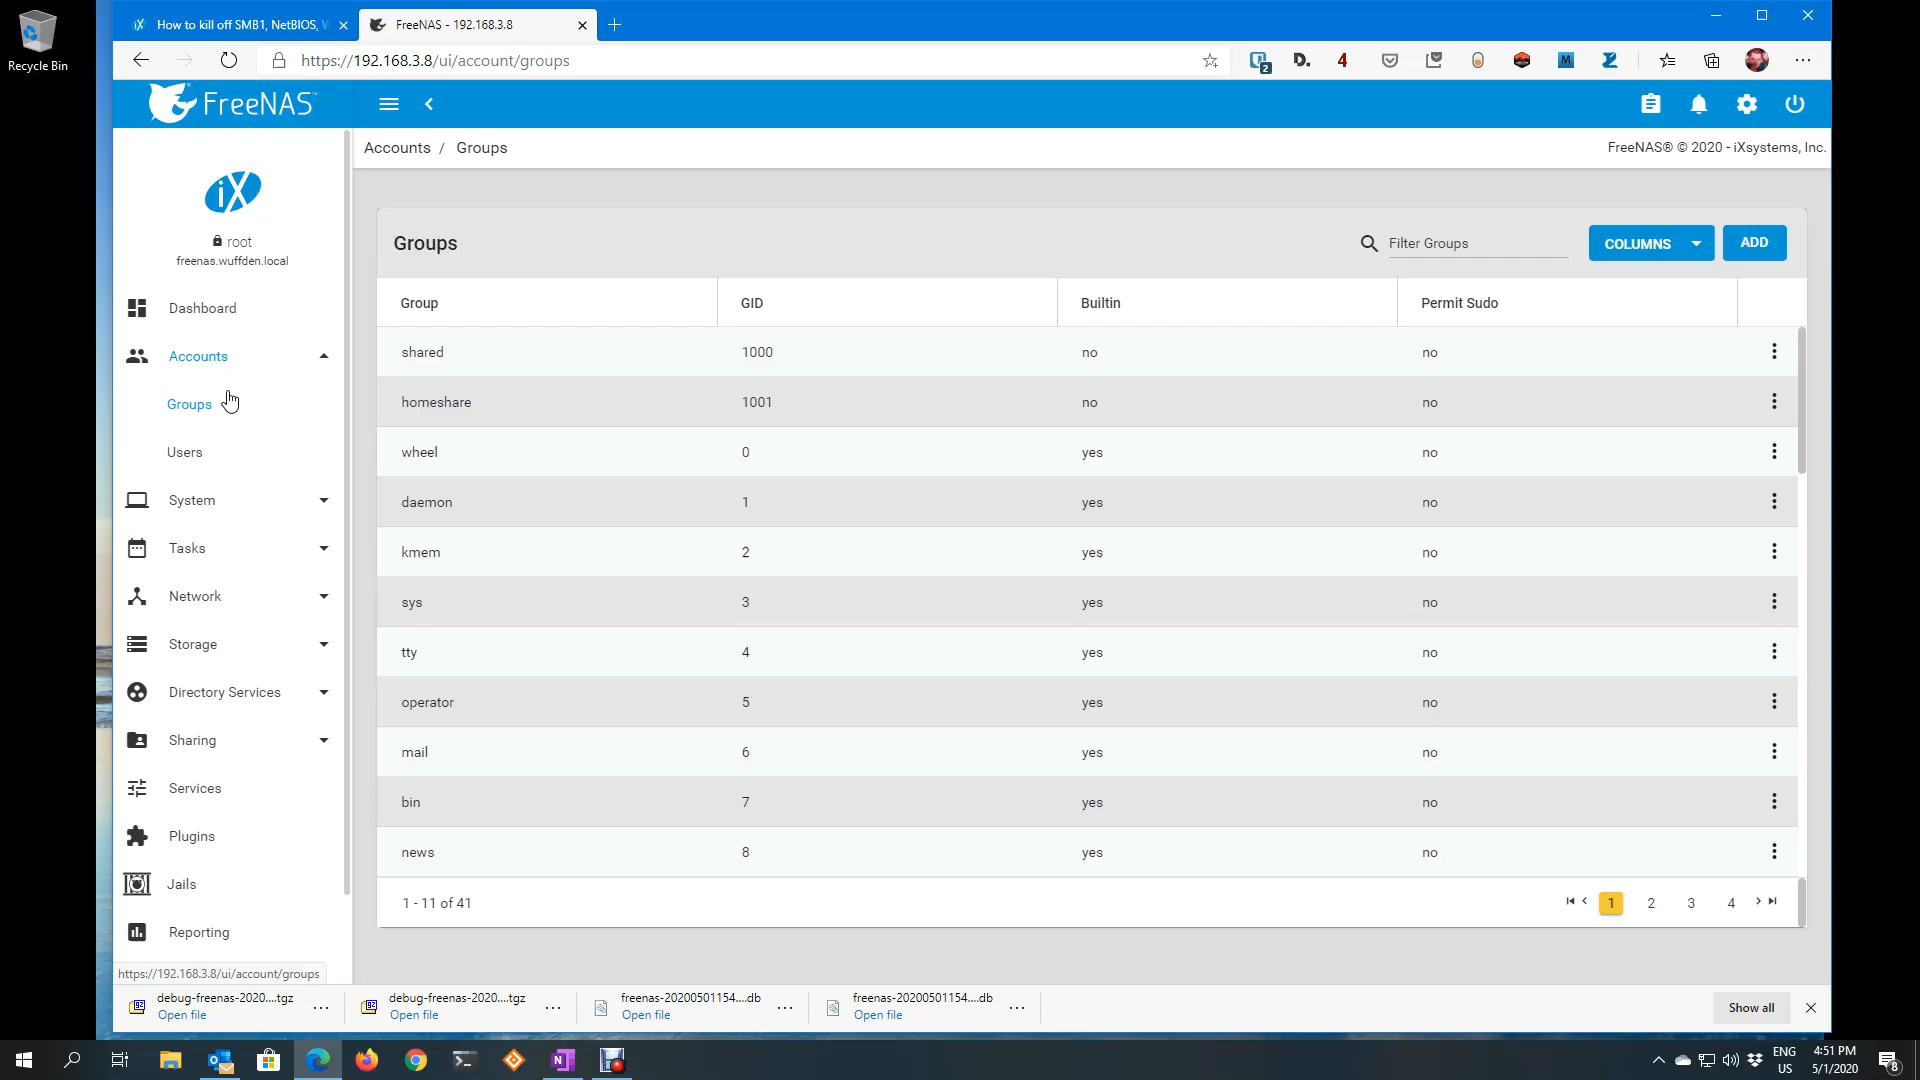 Recycle Bin
How to kill off SMB1, NetBIOS, W
FreeNAS - 192.168.3.8
https://192.168.3.8/ui/account/groups
2
D.
4
M
Z
FreeNAS
Accounts / Groups
FreeNAS® © 2020 - iXsystems, Inc.
iX
root
freenas.wuffden.local
Dashboard
Accounts
Groups
Users
System
Tasks
Network
Storage
Directory Services
Sharing
Services
Plugins
Jails
Reporting
Groups
Filter Groups
COLUMNS
ADD
Group GID Builtin Permit Sudo
shared 1000 no no
homeshare 1001 no no
wheel 0 yes no
daemon 1 yes no
kmem 2 yes no
sys 3 yes no
tty 4 yes no
operator 5 yes no
mail 6 yes no
bin 7 yes no
news 8 yes no
1 - 11 of 41
1 2 3 4
https://192.168.3.8/ui/account/groups
debug-freenas-2020....tgz
Open file
debug-freenas-2020....tgz
Open file
freenas-20200501154....db
Open file
freenas-20200501154....db
Open file
Show all
ENG
US
4:51 PM
5/1/2020
8